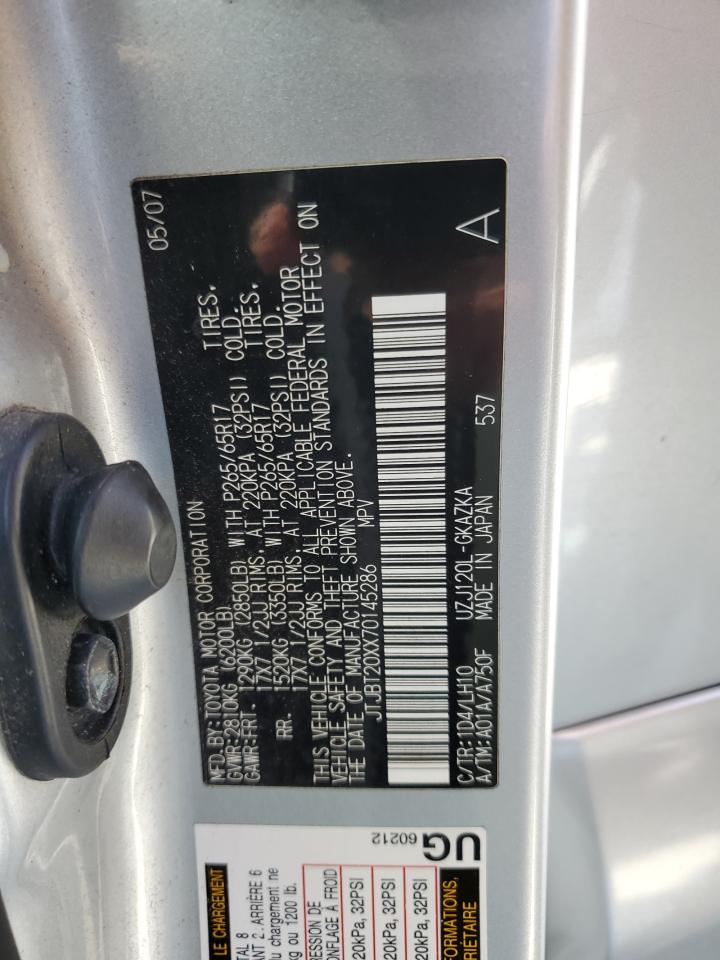 MFD.BY:TOYOTA MOTOR CORPORATION 05/07
GVWR:2810KG (6200LB)
GAWR:FRT. 1290KG (2850LB) WITH P265/65R17 TIRES,
17X7 1/2JJ RIMS, AT 220KPA (32PSI) COLD.
RR. 1520KG (3350LB) WITH P265/65R17 TIRES,
17X7 1/2JJ RIMS, AT 220KPA (32PSI) COLD.
THIS VEHICLE CONFORMS TO ALL APPLICABLE FEDERAL MOTOR
VEHICLE SAFETY AND THEFT PREVENTION STANDARDS IN EFFECT ON
THE DATE OF MANUFACTURE SHOWN ABOVE.
JTJBT20XX70145286 MPV
C/TR:1D4/LH10 UZJ120L-GKAZKA A
A/TM:A01A/A750F MADE IN JAPAN 537
LE CHARGEMENT
TAL 8
ANT 2. ARRIÈRE 6
du chargement ne
kg ou 1200 lb.
RESSION DE
ONFLAGE À FROID
20kPa, 32PSI
20kPa, 32PSI
20kPa, 32PSI
FORMATIONS,
RIÉTAIRE
60212
UG